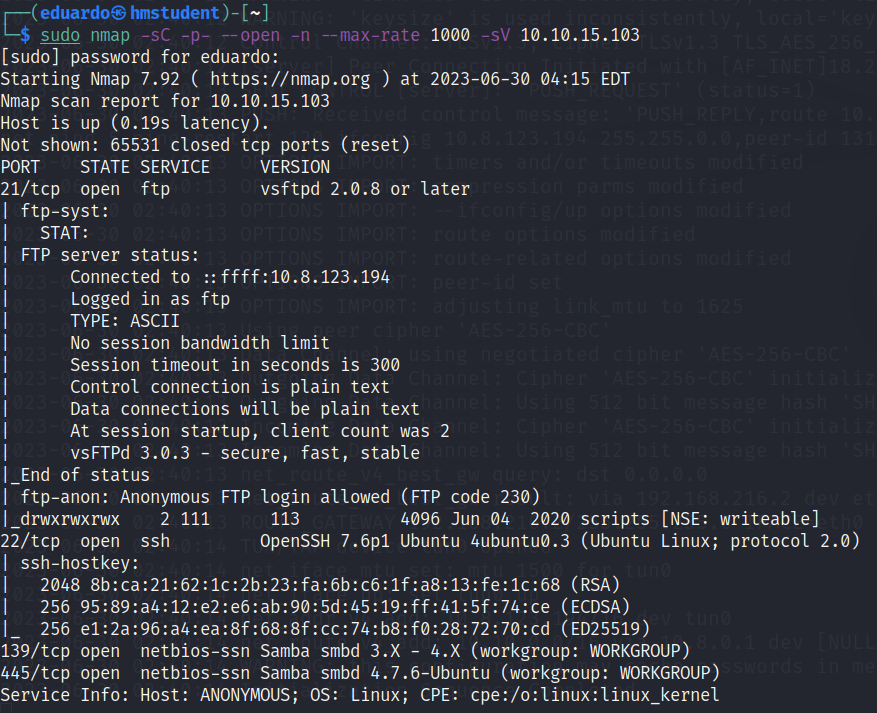 ┌──(eduardo㉿hmstudent)-[~]
└─$ sudo nmap -sC -p- --open -n --max-rate 1000 -sV 10.10.15.103
[sudo] password for eduardo:
Starting Nmap 7.92 ( https://nmap.org ) at 2023-06-30 04:15 EDT
Nmap scan report for 10.10.15.103
Host is up (0.19s latency).
Not shown: 65531 closed tcp ports (reset)
PORT    STATE SERVICE     VERSION
21/tcp  open  ftp         vsftpd 2.0.8 or later
| ftp-syst:
|   STAT:
| FTP server status:
|      Connected to ::ffff:10.8.123.194
|      Logged in as ftp
|      TYPE: ASCII
|      No session bandwidth limit
|      Session timeout in seconds is 300
|      Control connection is plain text
|      Data connections will be plain text
|      At session startup, client count was 2
|      vsFTPd 3.0.3 - secure, fast, stable
|_End of status
| ftp-anon: Anonymous FTP login allowed (FTP code 230)
|_drwxrwxrwx    2 111      113          4096 Jun 04  2020 scripts [NSE: writeable]
22/tcp  open  ssh         OpenSSH 7.6p1 Ubuntu 4ubuntu0.3 (Ubuntu Linux; protocol 2.0)
| ssh-hostkey:
|   2048 8b:ca:21:62:1c:2b:23:fa:6b:c6:1f:a8:13:fe:1c:68 (RSA)
|   256 95:89:a4:12:e2:e6:ab:90:5d:45:19:ff:41:5f:74:ce (ECDSA)
|_  256 e1:2a:96:a4:ea:8f:68:8f:cc:74:b8:f0:28:72:70:cd (ED25519)
139/tcp open  netbios-ssn Samba smbd 3.X - 4.X (workgroup: WORKGROUP)
445/tcp open  netbios-ssn Samba smbd 4.7.6-Ubuntu (workgroup: WORKGROUP)
Service Info: Host: ANONYMOUS; OS: Linux; CPE: cpe:/o:linux:linux_kernel